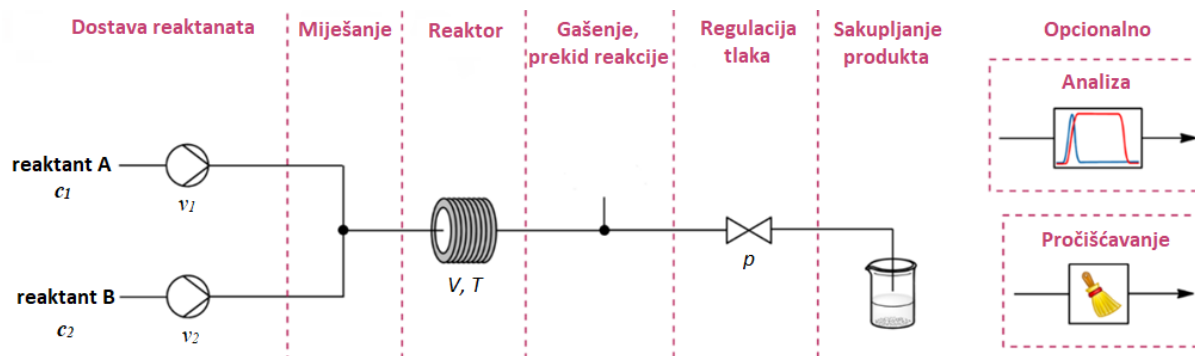 Dostava reaktanata
Miješanje
Reaktor
Gašenje,
prekid reakcije
Regulacija
tlaka
Sakupljanje
produkta
Opcionalno
Analiza
reaktant A
c1
v1
reaktant B
c2
v2
V, T
p
Pročišćavanje